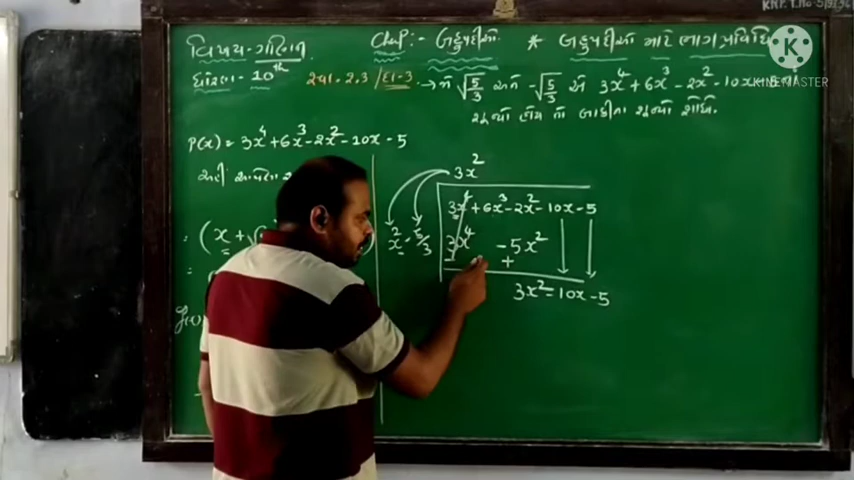 વિષય-ગણિત
Chap:- બહુપદીઓ * બહુપદીઓ માટે ભાગ પ્રવિધિ
ધોરણ- 10th
સ્વા. 2.3 / દા-3 → જો √5/3 અને -√5/3 એ 3x⁴ + 6x³ - 2x² - 10x
શૂન્યો હોય તો બાકીના શૂન્યો શોધો.
P(x) = 3x⁴ + 6x³ - 2x² - 10x - 5
3x²
3x⁴ + 6x³ - 2x² - 10x - 5
(x + √
x² - 5/3
3x⁴ - 5x²
- +
3x² - 10x - 5
KINEMASTER